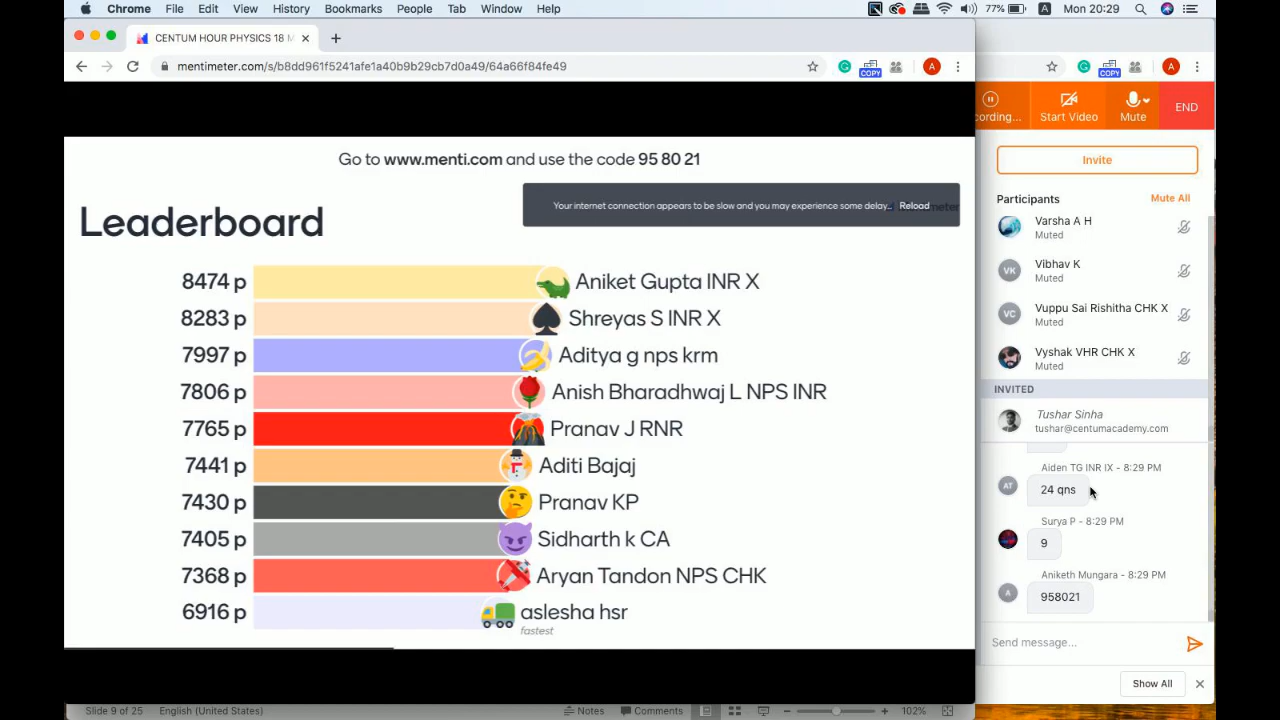 Chrome File Edit View History Bookmarks People Tab Window Help
77% A Mon 20:29
CENTUM HOUR PHYSICS 18 M
mentimeter.com/s/b8dd961f5241afe1a40b9b29cb7d0a49/64a66f84fe49
COPY A
COPY A
Go to www.menti.com and use the code 95 80 21
Your internet connection appears to be slow and you may experience some delay... Reload
Leaderboard
8474 p Aniket Gupta INR X
8283 p Shreyas S INR X
7997 p Aditya g nps krm
7806 p Anish Bharadhwaj L NPS INR
7765 p Pranav J RNR
7441 p Aditi Bajaj
7430 p Pranav KP
7405 p Sidharth k CA
7368 p Aryan Tandon NPS CHK
6916 p aslesha hsr
fastest
cording... Start Video Mute END
Invite
Participants Mute All
Varsha A H
Muted
VK Vibhav K
Muted
VC Vuppu Sai Rishitha CHK X
Muted
Vyshak VHR CHK X
Muted
INVITED
Tushar Sinha
tushar@centumacademy.com
Aiden TG INR IX - 8:29 PM
AT 24 qns
Surya P - 8:29 PM
9
Aniketh Mungara - 8:29 PM
A 958021
Send message...
Show All
Slide 9 of 25 English (United States) Notes Comments 102%